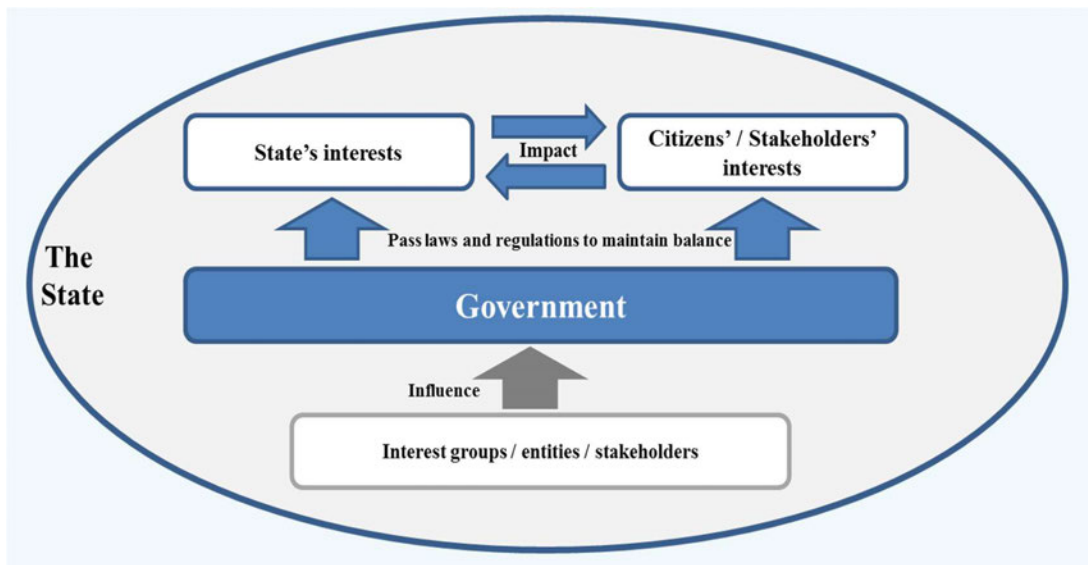 State’s interests
Citizens’ / Stakeholders’
interests
Impact
Pass laws and regulations to maintain balance
The
State
Government
Influence
Interest groups / entities / stakeholders